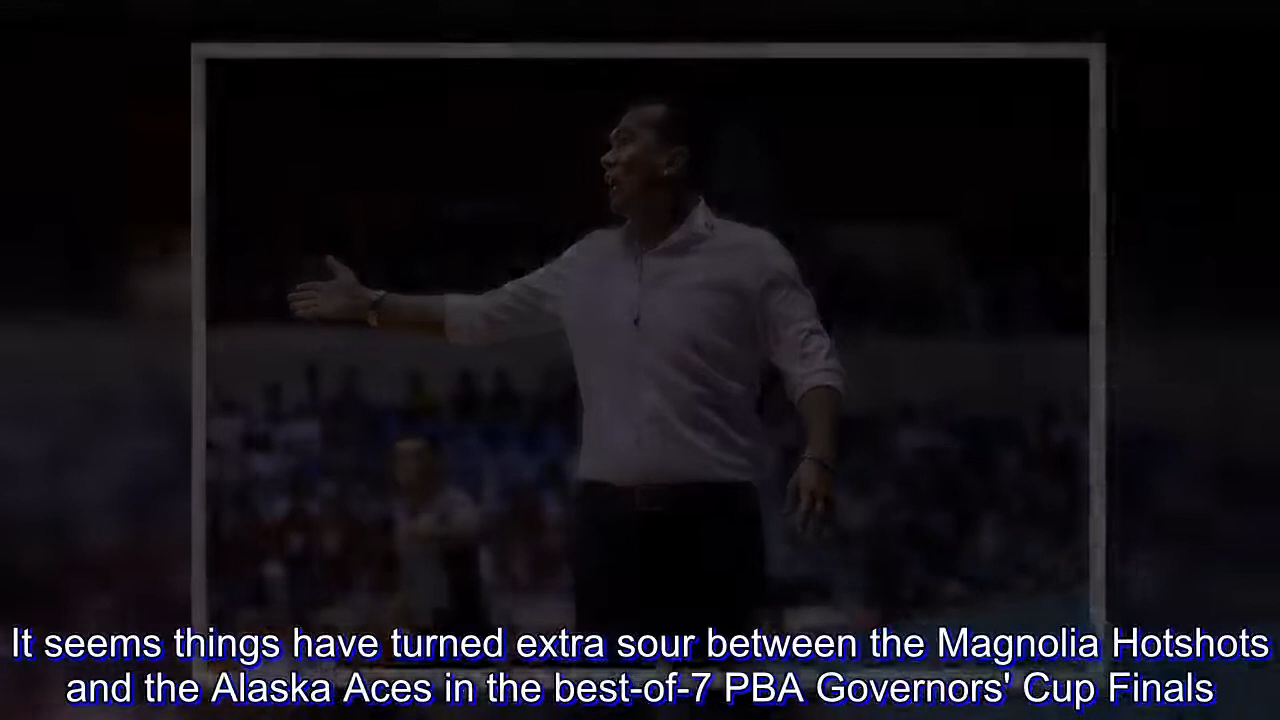 It seems things have turned extra sour between the Magnolia Hotshots
and the Alaska Aces in the best-of-7 PBA Governors' Cup Finals